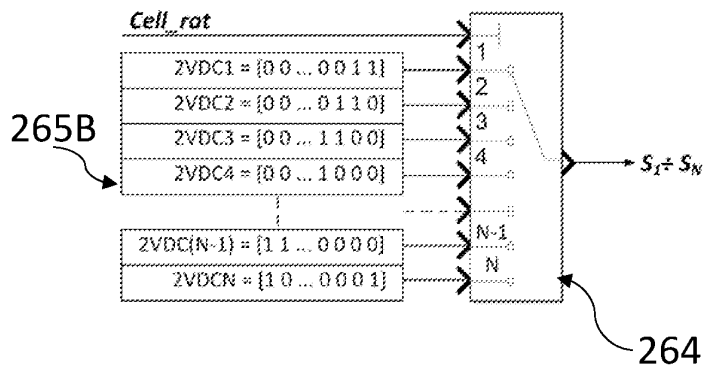 Cell_rot
2VDC1 = [0 0 ... 0 0 1 1]
2VDC2 = [0 0 ... 0 1 1 0]
2VDC3 = [0 0 ... 1 1 0 0]
2VDC4 = [0 0 ... 1 0 0 0]
2VDC(N-1) = [1 1 ... 0 0 0 0]
2VDCN = [1 0 ... 0 0 0 1]
1
2
3
4
N-1
N
S1÷ SN
265B
264